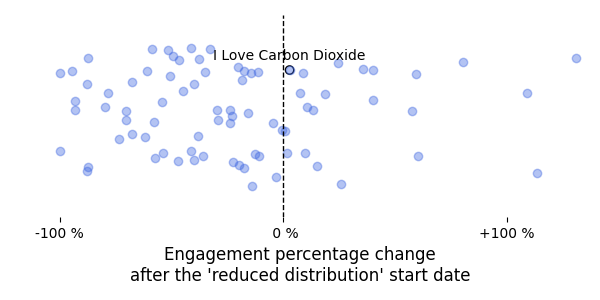 I Love Carbon Dioxide
-100 %
0 %
+100 %
Engagement percentage change
after the 'reduced distribution' start date